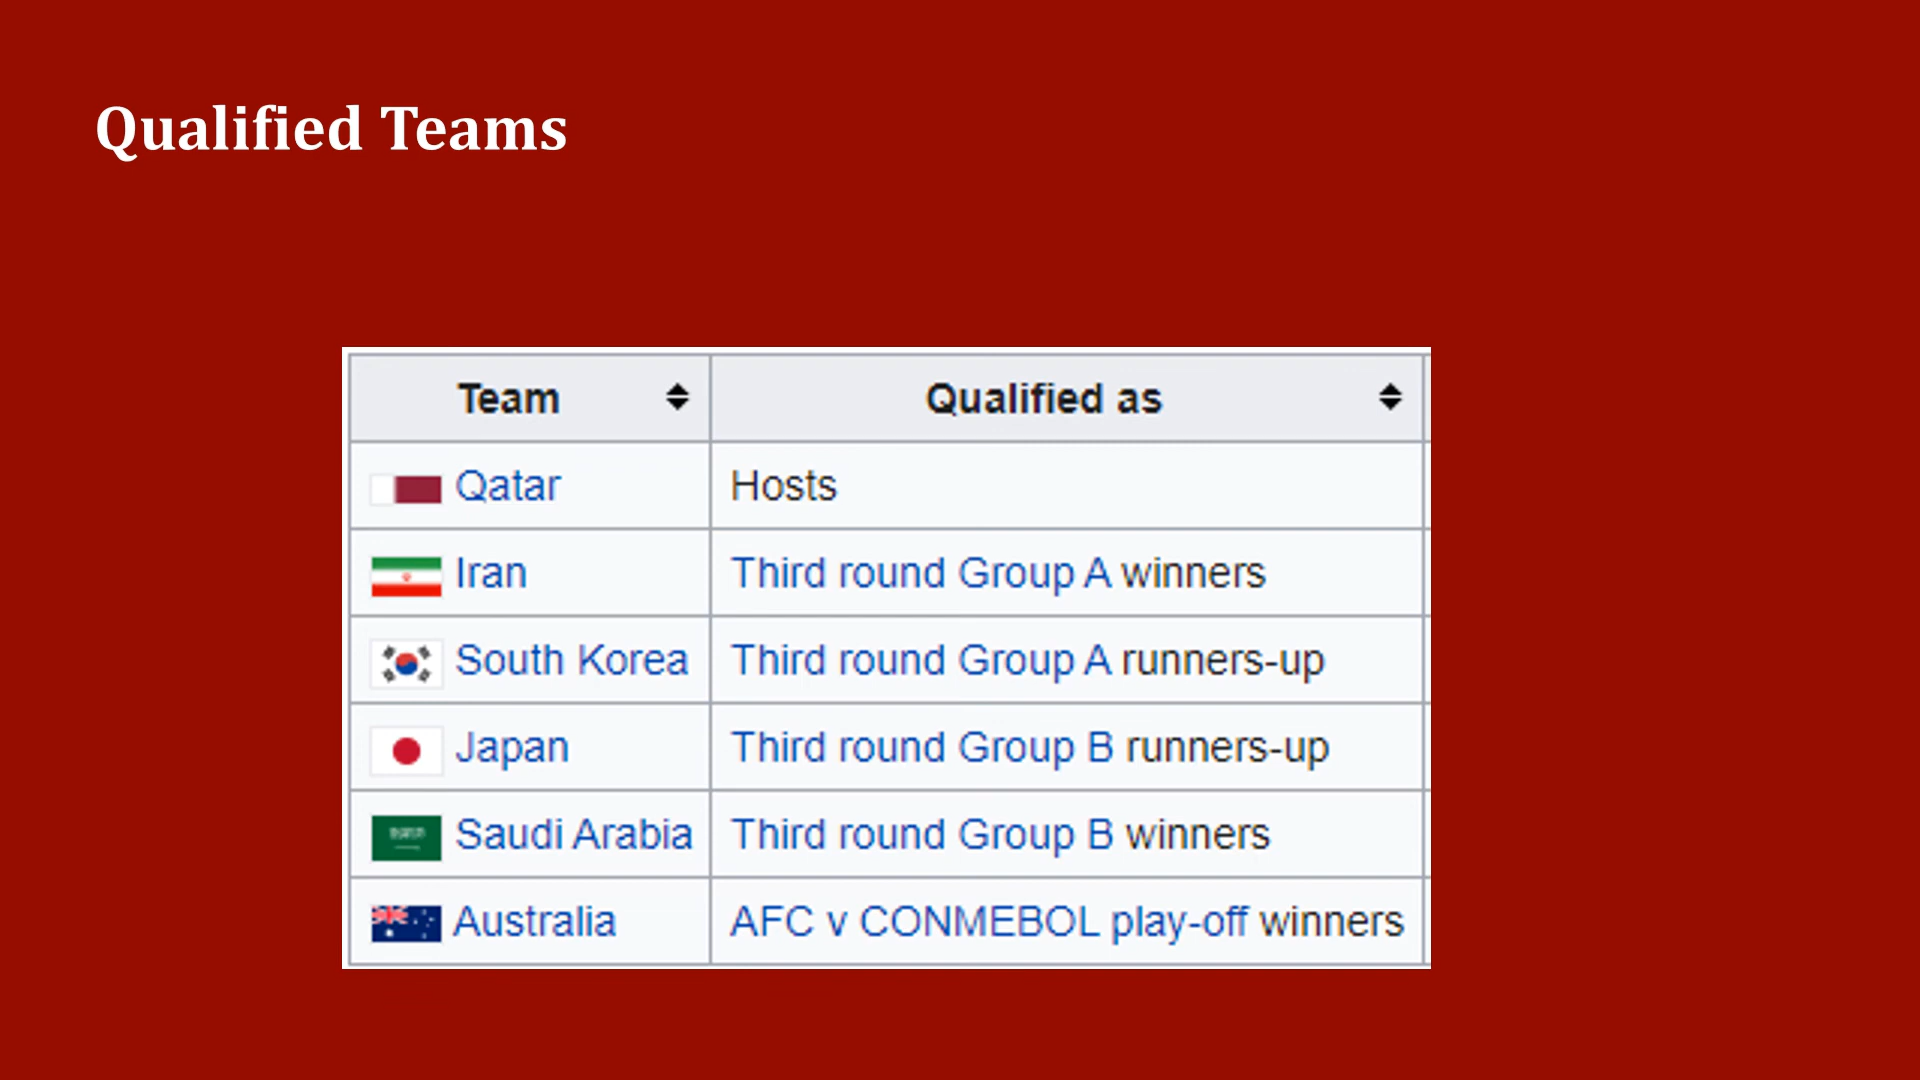 Qualified Teams
Team Qualified as
Qatar Hosts
Iran Third round Group A winners
South Korea Third round Group A runners-up
Japan Third round Group B runners-up
Saudi Arabia Third round Group B winners
Australia AFC v CONMEBOL play-off winners